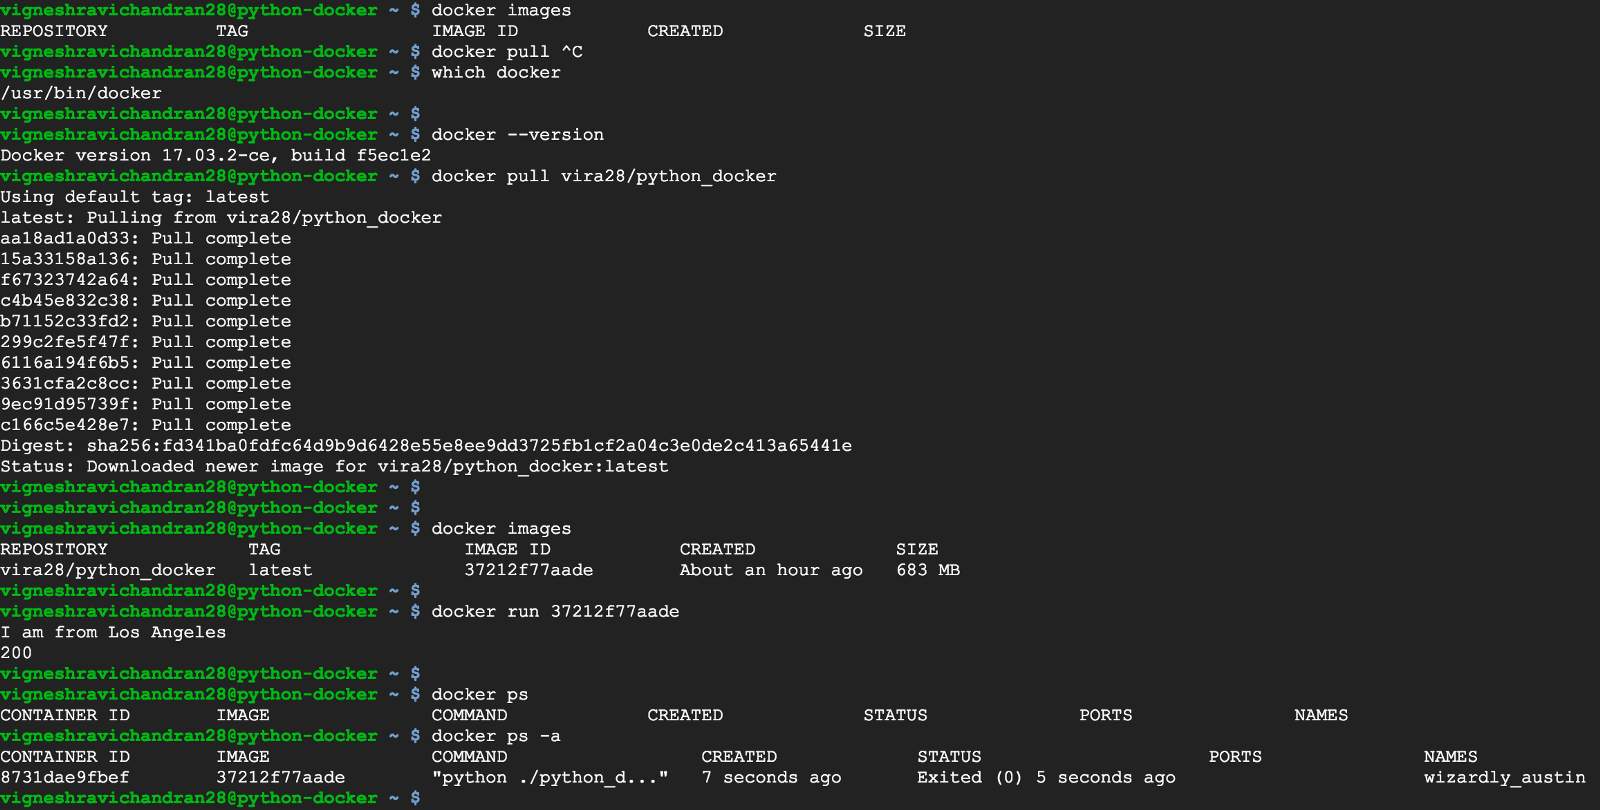 vigneshravichandran28@python-docker ~ $ docker images
REPOSITORY          TAG                 IMAGE ID            CREATED             SIZE
vigneshravichandran28@python-docker ~ $ docker pull ^C
vigneshravichandran28@python-docker ~ $ which docker
/usr/bin/docker
vigneshravichandran28@python-docker ~ $
vigneshravichandran28@python-docker ~ $ docker --version
Docker version 17.03.2-ce, build f5ec1e2
vigneshravichandran28@python-docker ~ $ docker pull vira28/python_docker
Using default tag: latest
latest: Pulling from vira28/python_docker
aa18ad1a0d33: Pull complete
15a33158a136: Pull complete
f67323742a64: Pull complete
c4b45e832c38: Pull complete
b71152c33fd2: Pull complete
299c2fe5f47f: Pull complete
6116a194f6b5: Pull complete
3631cfa2c8cc: Pull complete
9ec91d95739f: Pull complete
c166c5e428e7: Pull complete
Digest: sha256:fd341ba0fdfc64d9b9d6428e55e8ee9dd3725fb1cf2a04c3e0de2c413a65441e
Status: Downloaded newer image for vira28/python_docker:latest
vigneshravichandran28@python-docker ~ $
vigneshravichandran28@python-docker ~ $
vigneshravichandran28@python-docker ~ $ docker images
REPOSITORY             TAG                 IMAGE ID            CREATED             SIZE
vira28/python_docker   latest              37212f77aade        About an hour ago   683 MB
vigneshravichandran28@python-docker ~ $
vigneshravichandran28@python-docker ~ $ docker run 37212f77aade
I am from Los Angeles
200
vigneshravichandran28@python-docker ~ $
vigneshravichandran28@python-docker ~ $ docker ps
CONTAINER ID        IMAGE               COMMAND             CREATED             STATUS              PORTS               NAMES
vigneshravichandran28@python-docker ~ $ docker ps -a
CONTAINER ID        IMAGE               COMMAND                  CREATED             STATUS                     PORTS               NAMES
8731dae9fbef        37212f77aade        "python ./python_d..."   7 seconds ago       Exited (0) 5 seconds ago                       wizardly_austin
vigneshravichandran28@python-docker ~ $